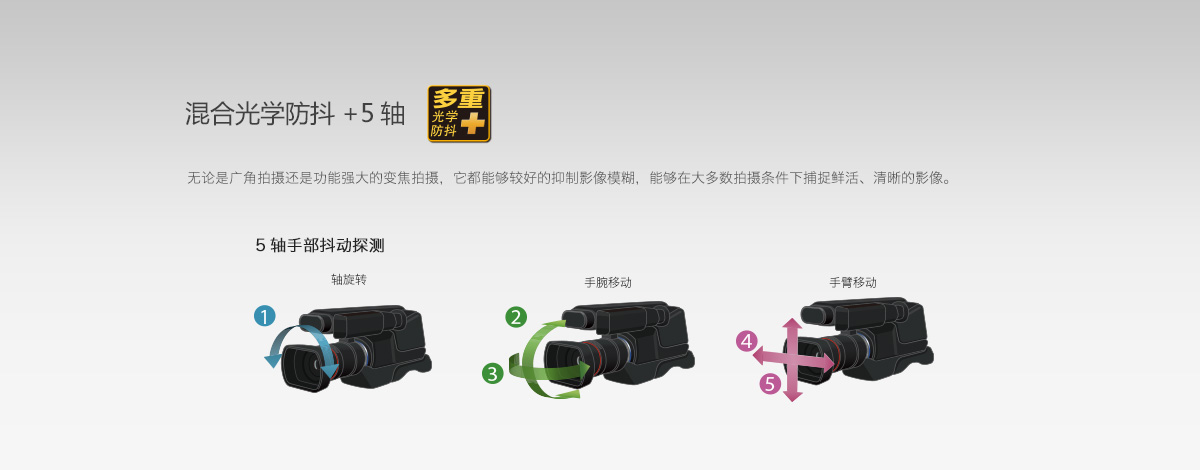 混合光学防抖 +5 轴
多重
光学
防抖
无论是广角拍摄还是功能强大的变焦拍摄，它都能够较好的抑制影像模糊，能够在大多数拍摄条件下捕捉鲜活、清晰的影像。
5 轴手部抖动探测
轴旋转
手腕移动
手臂移动
1
2
3
4
5